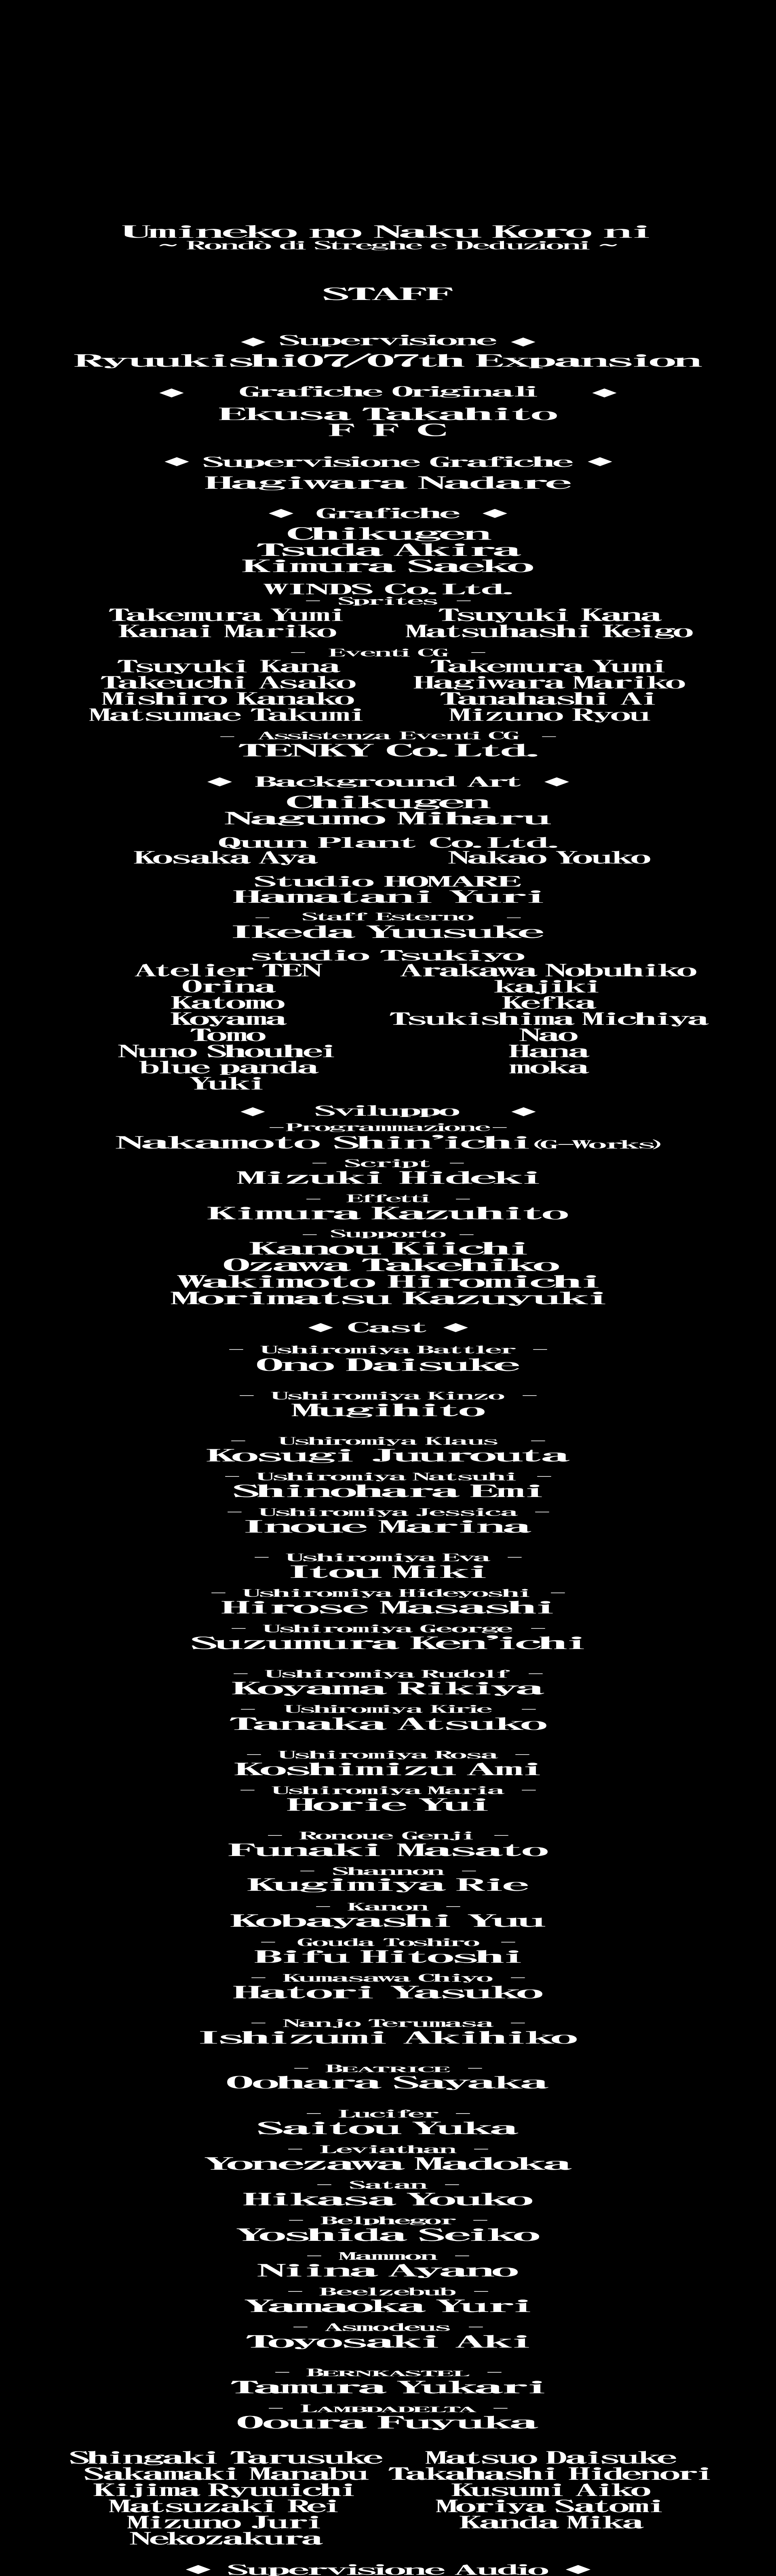 Umineko no Naku Koro ni
~ Rondò di Streghe e Deduzioni ~
STAFF
◆ Supervisione ◆
Ryuukishi07/07th Expansion
◆ Grafiche Originali ◆
Ekusa Takahito
F F C
◆ Supervisione Grafiche ◆
Hagiwara Nadare
◆ Grafiche ◆
Chikugen
Tsuda Akira
Kimura Saeko
WINDS Co.Ltd.
– Sprites –
Takemura Yumi Tsuyuki Kana
Kanai Mariko Matsuhashi Keigo
– Eventi CG –
Tsuyuki Kana Takemura Yumi
Takeuchi Asako Hagiwara Mariko
Mishiro Kanako Tanahashi Ai
Matsumae Takumi Mizuno Ryou
– Assistenza Eventi CG –
TENKY Co.Ltd.
◆ Background Art ◆
Chikugen
Nagumo Miharu
Quun Plant Co.Ltd.
Kosaka Aya Nakao Youko
Studio HOMARE
Hamatani Yuri
– Staff Esterno –
Ikeda Yuusuke
studio Tsukiyo
Atelier TEN Arakawa Nobuhiko
Orina kajiki
Katomo Kefka
Koyama Tsukishima Michiya
Tomo Nao
Nuno Shouhei Hana
blue panda moka
Yuki
◆ Sviluppo ◆
–Programmazione–
Nakamoto Shin'ichi(G-Works)
– Script –
Mizuki Hideki
– Effetti –
Kimura Kazuhito
– Supporto –
Kanou Kiichi
Ozawa Takehiko
Wakimoto Hiromichi
Morimatsu Kazuyuki
◆ Cast ◆
– Ushiromiya Battler –
Ono Daisuke
– Ushiromiya Kinzo –
Mugihito
– Ushiromiya Klaus –
Kosugi Juurouta
– Ushiromiya Natsuhi –
Shinohara Emi
– Ushiromiya Jessica –
Inoue Marina
– Ushiromiya Eva –
Itou Miki
– Ushiromiya Hideyoshi –
Hirose Masashi
– Ushiromiya George –
Suzumura Ken'ichi
– Ushiromiya Rudolf –
Koyama Rikiya
– Ushiromiya Kirie –
Tanaka Atsuko
– Ushiromiya Rosa –
Koshimizu Ami
– Ushiromiya Maria –
Horie Yui
– Ronoue Genji –
Funaki Masato
– Shannon –
Kugimiya Rie
– Kanon –
Kobayashi Yuu
– Gouda Toshiro –
Bifu Hitoshi
– Kumasawa Chiyo –
Hatori Yasuko
– Nanjo Terumasa –
Ishizumi Akihiko
– BEATRICE –
Oohara Sayaka
– Lucifer –
Saitou Yuka
– Leviathan –
Yonezawa Madoka
– Satan –
Hikasa Youko
– Belphegor –
Yoshida Seiko
– Mammon –
Niina Ayano
– Beelzebub –
Yamaoka Yuri
– Asmodeus –
Toyosaki Aki
– BERNKASTEL –
Tamura Yukari
– LAMBDADELTA –
Ooura Fuyuka
Shingaki Tarusuke Matsuo Daisuke
Sakamaki Manabu Takahashi Hidenori
Kijima Ryuuichi Kusumi Aiko
Matsuzaki Rei Moriya Satomi
Mizuno Juri Kanda Mika
Nekozakura
◆ Supervisione Audio ◆